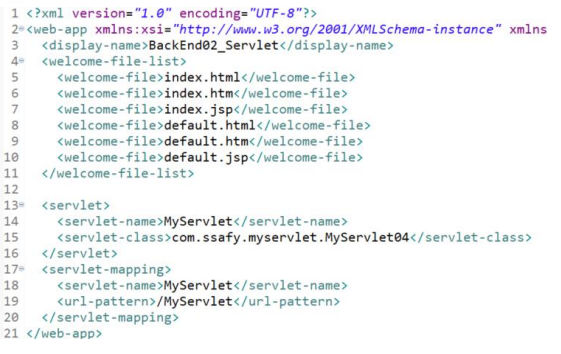 1 <?xml version="1.0" encoding="UTF-8"?>
2 <web-app xmlns:xsi="http://www.w3.org/2001/XMLSchema-instance" xmlns
3   <display-name>BackEnd02_Servlet</display-name>
4   <welcome-file-list>
5     <welcome-file>index.html</welcome-file>
6     <welcome-file>index.htm</welcome-file>
7     <welcome-file>index.jsp</welcome-file>
8     <welcome-file>default.html</welcome-file>
9     <welcome-file>default.htm</welcome-file>
10     <welcome-file>default.jsp</welcome-file>
11   </welcome-file-list>
12
13   <servlet>
14     <servlet-name>MyServlet</servlet-name>
15     <servlet-class>com.ssafy.myservlet.MyServlet04</servlet-class>
16   </servlet>
17   <servlet-mapping>
18     <servlet-name>MyServlet</servlet-name>
19     <url-pattern>/MyServlet</url-pattern>
20   </servlet-mapping>
21 </web-app>